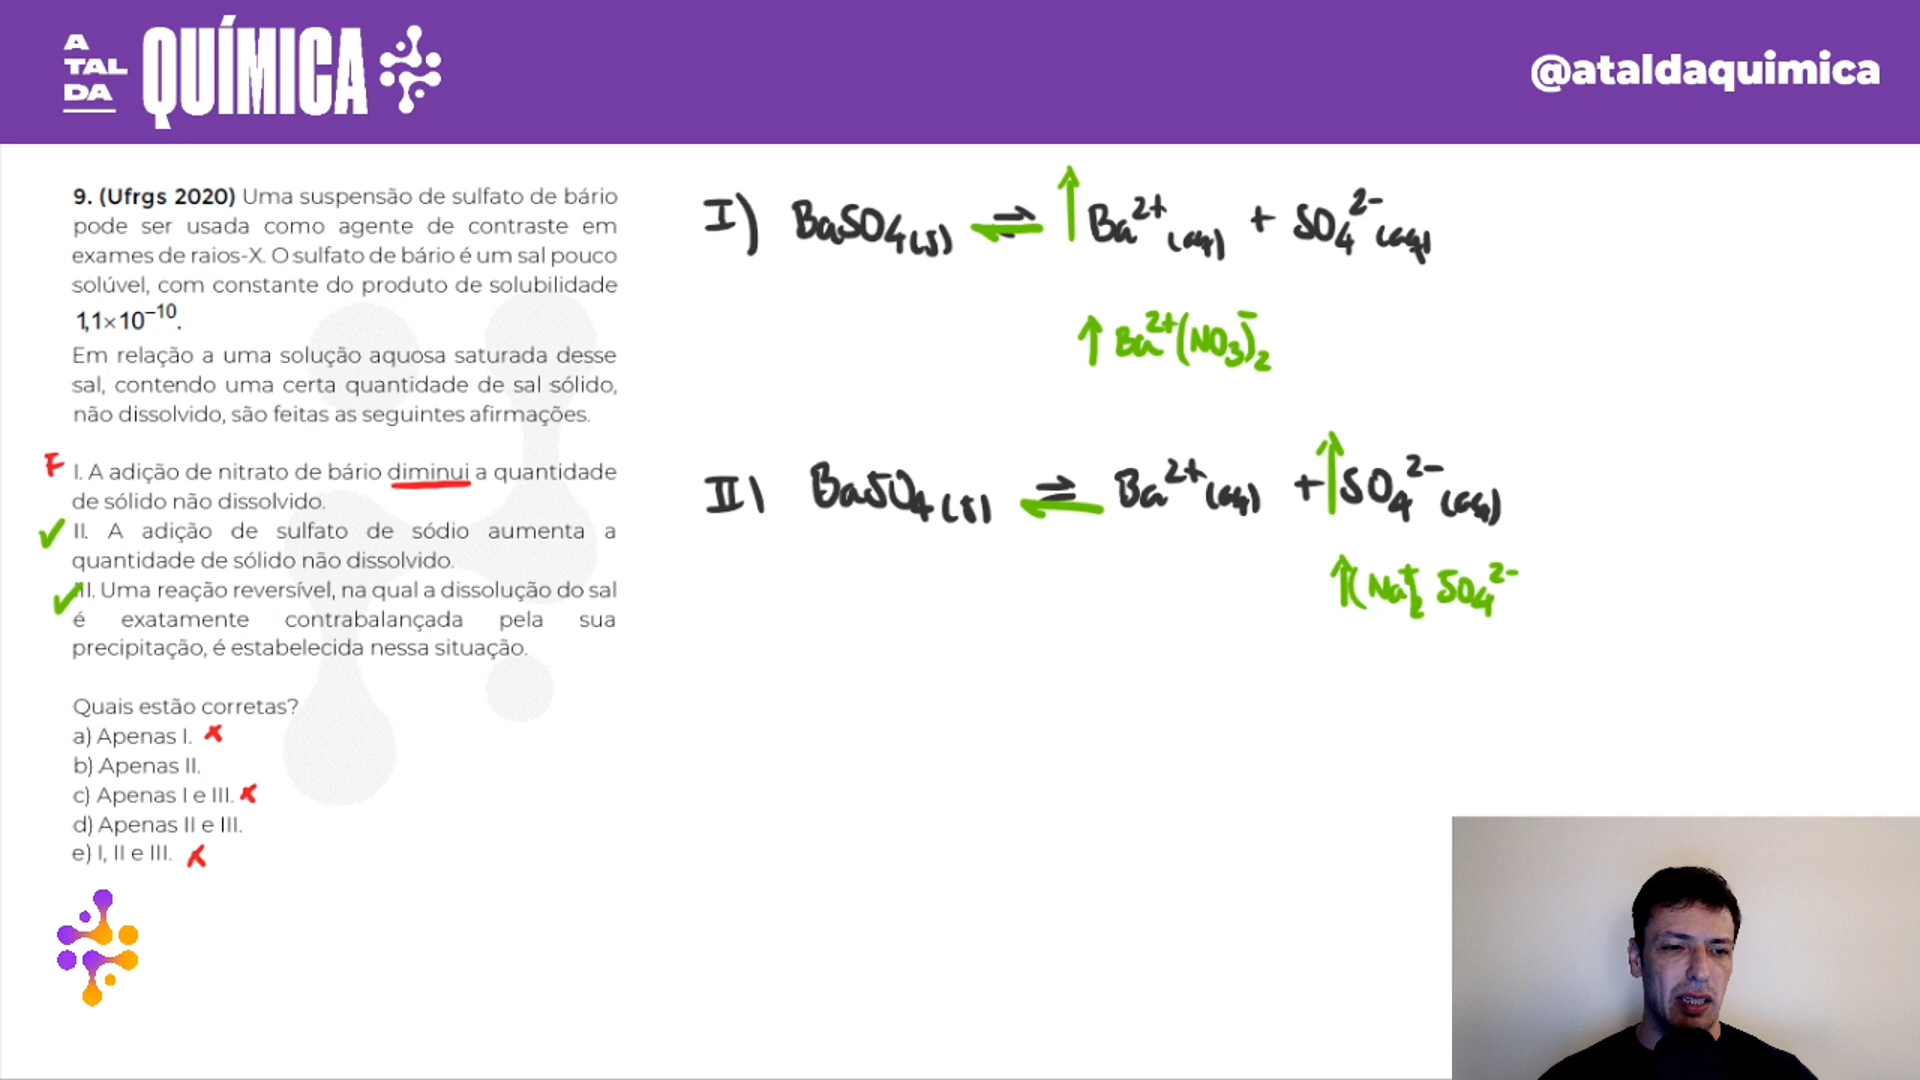 A
TAL
DA
QUÍMICA
@ataldaquimica
9. (Ufrgs 2020) Uma suspensão de sulfato de bário
pode ser usada como agente de contraste em
exames de raios-X. O sulfato de bário é um sal pouco
solúvel, com constante do produto de solubilidade
1,1×10⁻¹⁰.
Em relação a uma solução aquosa saturada desse
sal, contendo uma certa quantidade de sal sólido,
não dissolvido, são feitas as seguintes afirmações.
F I. A adição de nitrato de bário diminui a quantidade
de sólido não dissolvido.
✓ II. A adição de sulfato de sódio aumenta a
quantidade de sólido não dissolvido.
✓ III. Uma reação reversível, na qual a dissolução do sal
é exatamente contrabalançada pela sua
precipitação, é estabelecida nessa situação.
Quais estão corretas?
a) Apenas I. x
b) Apenas II.
c) Apenas I e III. x
d) Apenas II e III.
e) I, II e III. x
I) BaSO₄(s) ⇌ ↑Ba²⁺(aq) + SO₄²⁻(aq)
↑ Ba²⁺(NO₃⁻)₂
II) BaSO₄(s) ⇌ Ba²⁺(aq) + ↑SO₄²⁻(aq)
↑(Na⁺)₂ SO₄²⁻